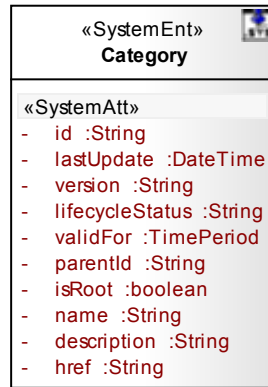 «SystemEnt»
Category
«SystemAtt»
- id :String
- lastUpdate :DateTime
- version :String
- lifecycleStatus :String
- validFor :TimePeriod
- parentId :String
- isRoot :boolean
- name :String
- description :String
- href :String